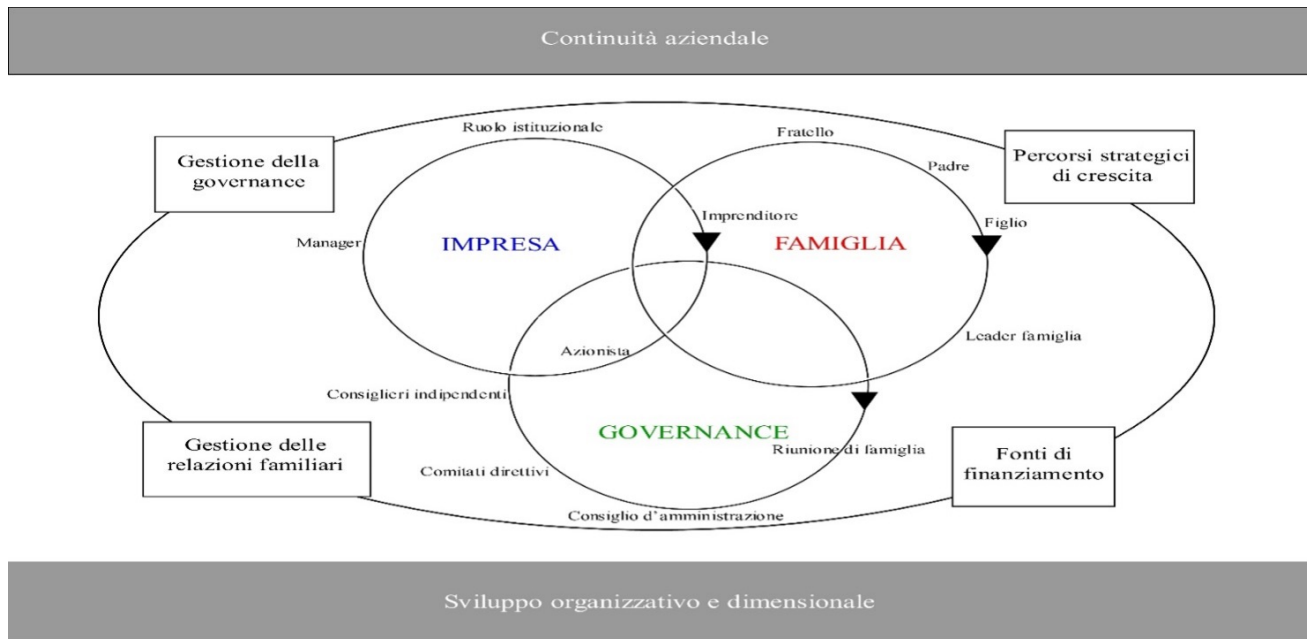 Continuità aziendale
Ruolo istituzionale
Fratello
Gestione della
governance
Percorsi strategici
di crescita
Padre
Imprenditore
Figlio
Manager
IMPRESA
FAMIGLIA
Leader famiglia
Azionista
Consiglieri indipendenti
GOVERNANCE
Gestione delle
relazioni familiari
Riunione di famiglia
Fonti di
finanziamento
Comitati direttivi
Consiglio d'amministrazione
Sviluppo organizzativo e dimensionale